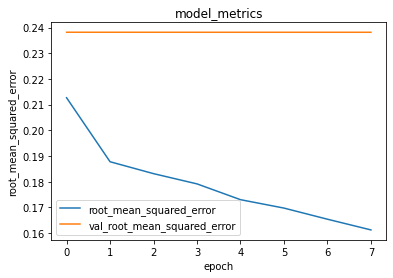 model_metrics
0.24
0.23
0.22
0.21
0.20
0.19
0.18
0.17
0.16
root_mean_squared_error
root_mean_squared_error
val_root_mean_squared_error
0 1 2 3 4 5 6 7
epoch